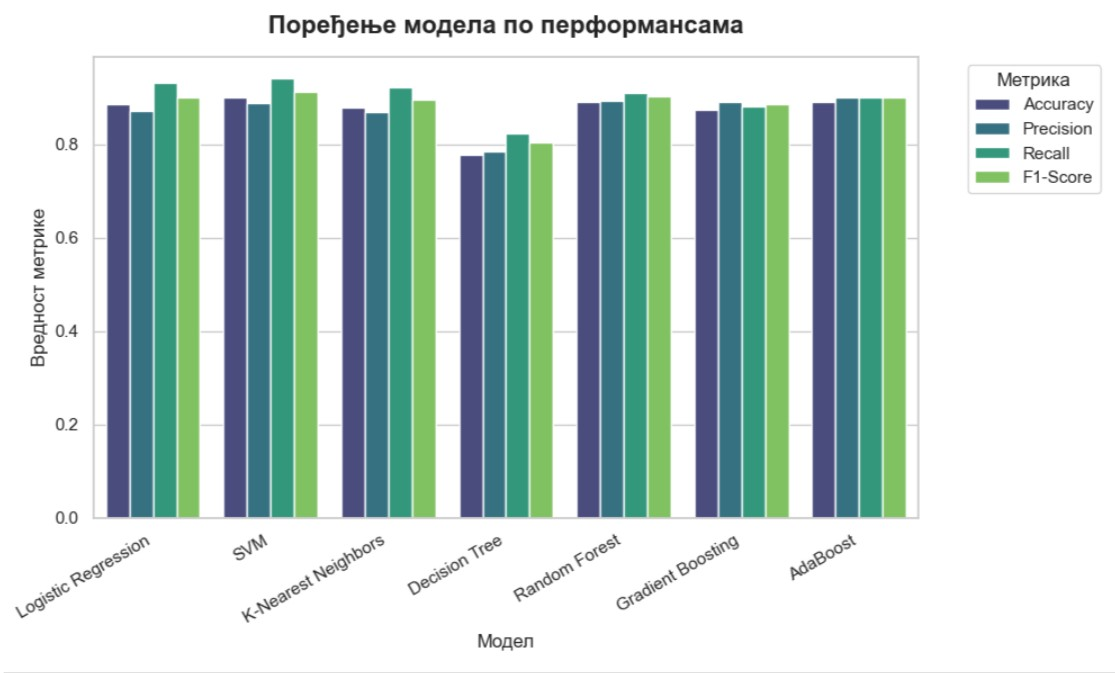 Поређење модела по перформансама
Метрика
Accuracy
Precision
Recall
F1-Score
Вредност метрике
0.8
0.6
0.4
0.2
0.0
Logistic Regression
SVM
K-Nearest Neighbors
Decision Tree
Random Forest
Gradient Boosting
AdaBoost
Модел